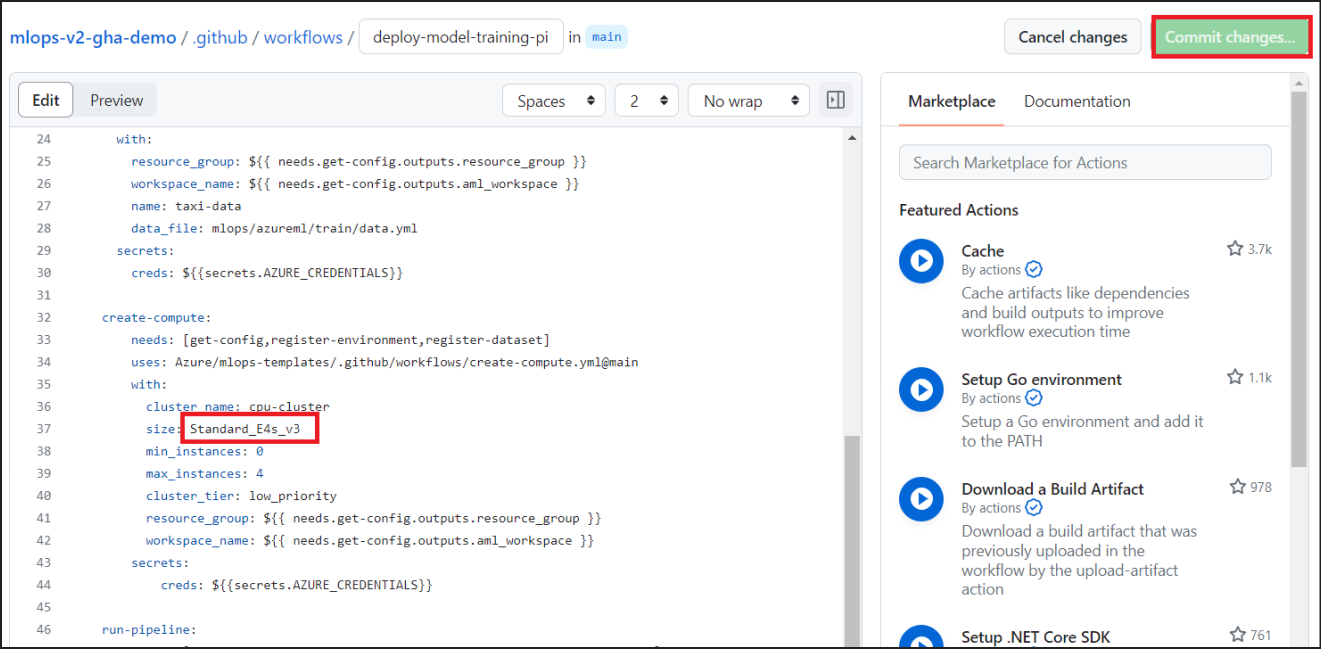 mlops-v2-gha-demo / .github / workflows / deploy-model-training-pi in main
Cancel changes
Commit changes...
Edit Preview
Spaces 2 No wrap
24 with:
25 resource_group: ${{ needs.get-config.outputs.resource_group }}
26 workspace_name: ${{ needs.get-config.outputs.aml_workspace }}
27 name: taxi-data
28 data_file: mlops/azureml/train/data.yml
29 secrets:
30 creds: ${{secrets.AZURE_CREDENTIALS}}
31
32 create-compute:
33 needs: [get-config,register-environment,register-dataset]
34 uses: Azure/mlops-templates/.github/workflows/create-compute.yml@main
35 with:
36 cluster_name: cpu-cluster
37 size: Standard_E4s_v3
38 min_instances: 0
39 max_instances: 4
40 cluster_tier: low_priority
41 resource_group: ${{ needs.get-config.outputs.resource_group }}
42 workspace_name: ${{ needs.get-config.outputs.aml_workspace }}
43 secrets:
44 creds: ${{secrets.AZURE_CREDENTIALS}}
45
46 run-pipeline:
Marketplace Documentation
Search Marketplace for Actions
Featured Actions
Cache 3.7k
By actions
Cache artifacts like dependencies
and build outputs to improve
workflow execution time
Setup Go environment 1.1k
By actions
Setup a Go environment and add it
to the PATH
Download a Build Artifact 978
By actions
Download a build artifact that was
previously uploaded in the
workflow by the upload-artifact
action
Setup .NET Core SDK 761